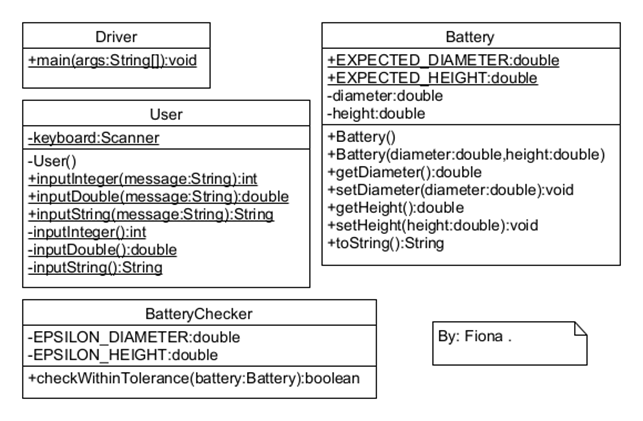 Driver
+main(args:String[]):void
User
-keyboard:Scanner
-User()
+inputInteger(message:String):int
+inputDouble(message:String):double
+inputString(message:String):String
-inputInteger():int
-inputDouble():double
-inputString():String
BatteryChecker
-EPSILON_DIAMETER:double
-EPSILON_HEIGHT:double
+checkWithinTolerance(battery:Battery):boolean
Battery
+EXPECTED_DIAMETER:double
+EXPECTED_HEIGHT:double
-diameter:double
-height:double
+Battery()
+Battery(diameter:double,height:double)
+getDiameter():double
+setDiameter(diameter:double):void
+getHeight():double
+setHeight(height:double):void
+toString():String
By: Fiona .